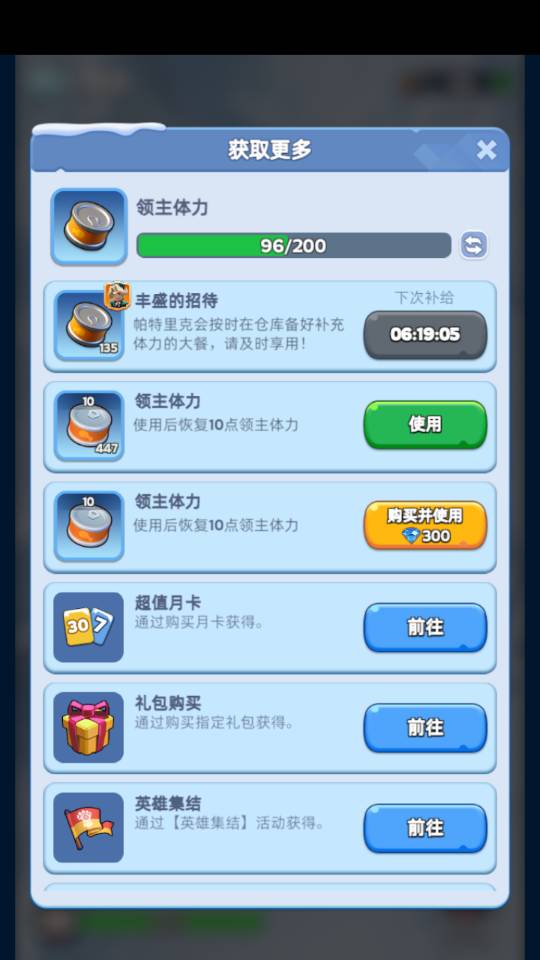 获取更多
领主体力
96/200
丰盛的招待
帕特里克会按时在仓库备好补充
体力的大餐，请及时享用！
135
下次补给
06:19:05
10
447
领主体力
使用后恢复10点领主体力
使用
10
领主体力
使用后恢复10点领主体力
购买并使用
300
30
7
超值月卡
通过购买月卡获得。
前往
礼包购买
通过购买指定礼包获得。
前往
英雄集结
通过【英雄集结】活动获得。
前往